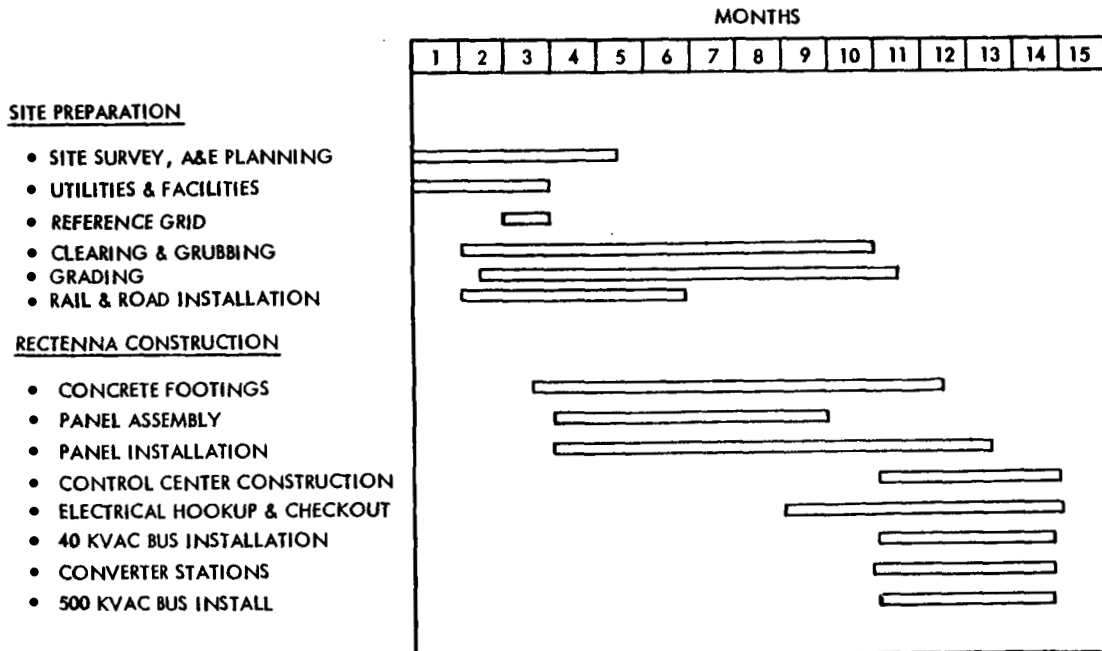 MONTHS
1 2 3 4 5 6 7 8 9 10 11 12 13 14 15
SITE PREPARATION
• SITE SURVEY, A&E PLANNING
• UTILITIES & FACILITIES
• REFERENCE GRID
• CLEARING & GRUBBING
• GRADING
• RAIL & ROAD INSTALLATION
RECTENNA CONSTRUCTION
• CONCRETE FOOTINGS
• PANEL ASSEMBLY
• PANEL INSTALLATION
• CONTROL CENTER CONSTRUCTION
• ELECTRICAL HOOKUP & CHECKOUT
• 40 KVAC BUS INSTALLATION
• CONVERTER STATIONS
• 500 KVAC BUS INSTALL